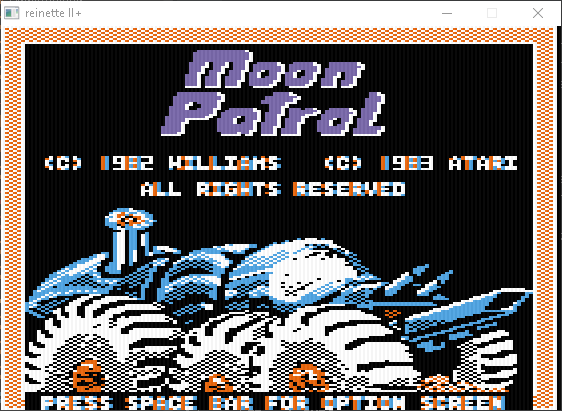 reinette II+
Moon
Patrol
(C) 1982 WILLIAMS (C) 1983 ATARI
ALL RIGHTS RESERVED
PRESS SPACE BAR FOR OPTION SCREEN